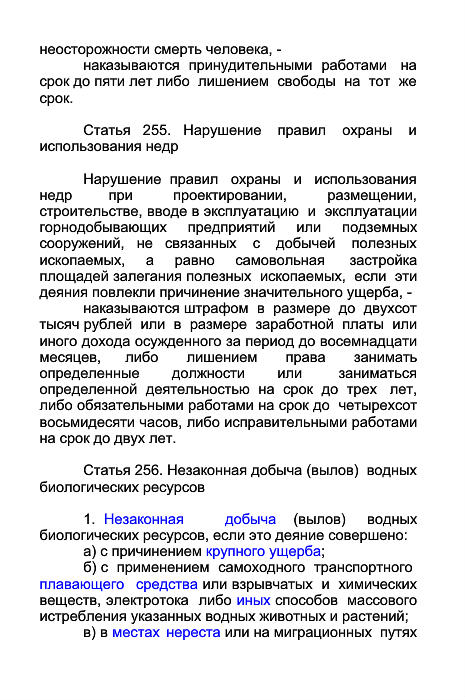 неосторожности смерть человека, -
наказываются принудительными работами на
срок до пяти лет либо лишением свободы на тот же
срок.
Статья 255. Нарушение правил охраны и
использования недр
Нарушение правил охраны и использования
недр при проектировании, размещении,
строительстве, вводе в эксплуатацию и эксплуатации
горнодобывающих предприятий или подземных
сооружений, не связанных с добычей полезных
ископаемых, а равно самовольная застройка
площадей залегания полезных ископаемых, если эти
деяния повлекли причинение значительного ущерба, -
наказываются штрафом в размере до двухсот
тысяч рублей или в размере заработной платы или
иного дохода осужденного за период до восемнадцати
месяцев, либо лишением права занимать
определенные должности или заниматься
определенной деятельностью на срок до трех лет,
либо обязательными работами на срок до четырехсот
восьмидесяти часов, либо исправительными работами
на срок до двух лет.
Статья 256. Незаконная добыча (вылов) водных
биологических ресурсов
1. Незаконная добыча (вылов) водных
биологических ресурсов, если это деяние совершено:
а) с причинением крупного ущерба;
б) с применением самоходного транспортного
плавающего средства или взрывчатых и химических
веществ, электротока либо иных способов массового
истребления указанных водных животных и растений;
в) в местах нереста или на миграционных путях